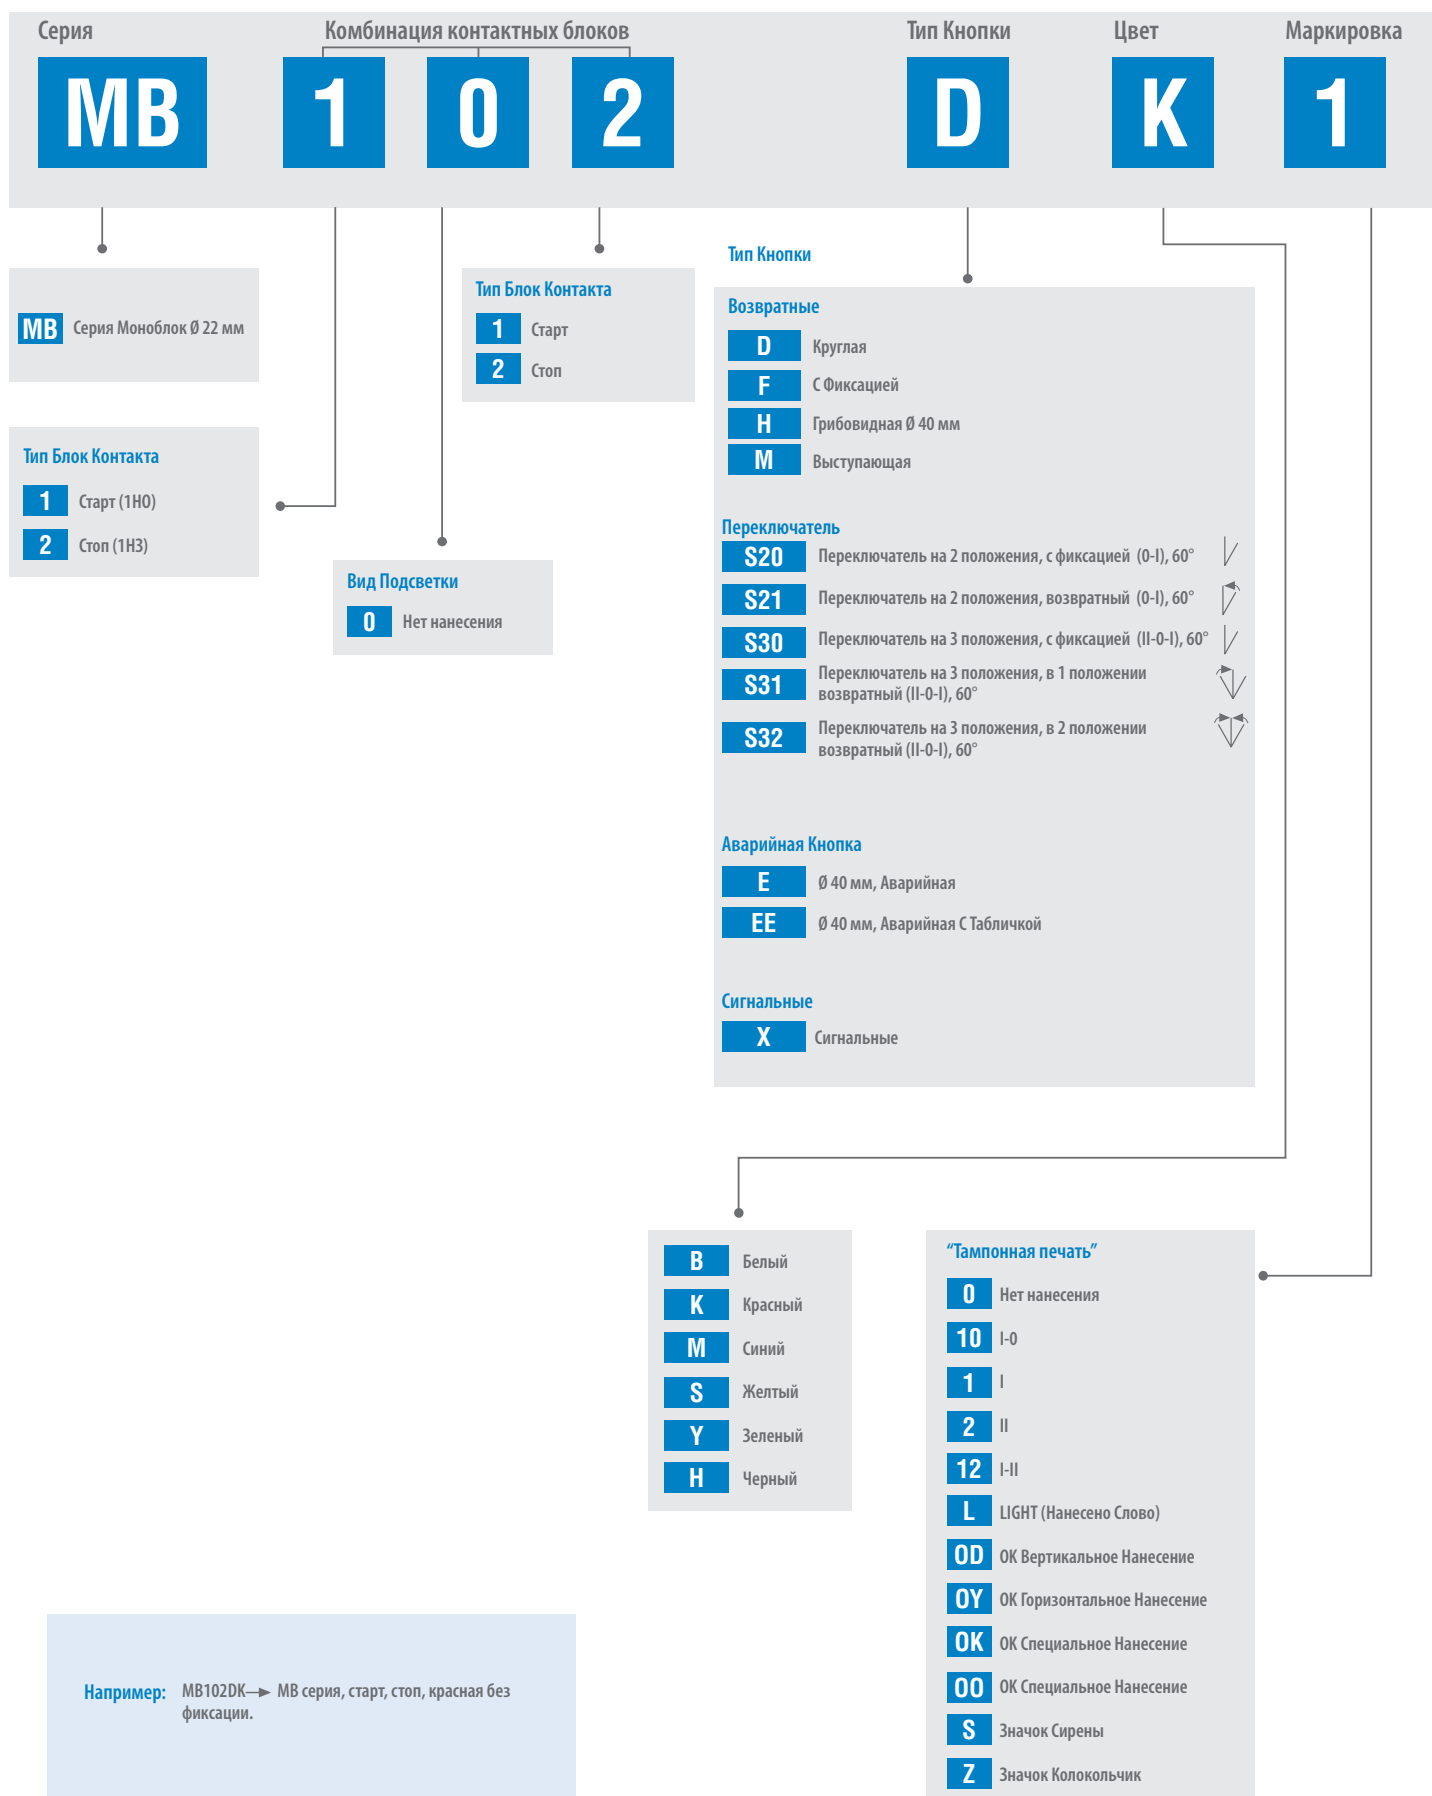 Серия
Комбинация контактных блоков
Тип Кнопки
Цвет
Маркировка
MB
1
0
2
D
K
1
MB Серия Моноблок Ø 22 мм
Тип Блок Контакта
1 Старт (1НО)
2 Стоп (1НЗ)
Вид Подсветки
0 Нет нанесения
Тип Блок Контакта
1 Старт
2 Стоп
Тип Кнопки
Возвратные
D Круглая
F С Фиксацией
H Грибовидная Ø 40 мм
M Выступающая
Переключатель
S20 Переключатель на 2 положения, с фиксацией (0-I), 60°
S21 Переключатель на 2 положения, возвратный (0-I), 60°
S30 Переключатель на 3 положения, с фиксацией (II-0-I), 60°
S31 Переключатель на 3 положения, в 1 положении
возвратный (II-0-I), 60°
S32 Переключатель на 3 положения, в 2 положении
возвратный (II-0-I), 60°
Аварийная Кнопка
E Ø 40 мм, Аварийная
EE Ø 40 мм, Аварийная С Табличкой
Сигнальные
X Сигнальные
B Белый
K Красный
M Синий
S Желтый
Y Зеленый
H Черный
“Тампонная печать”
0 Нет нанесения
10 I-0
1 I
2 II
12 I-II
L LIGHT (Нанесено Слово)
OD OK Вертикальное Нанесение
OY OK Горизонтальное Нанесение
OK OK Специальное Нанесение
OO OK Специальное Нанесение
S Значок Сирены
Z Значок Колокольчик
Например: MB102DK MB серия, старт, стоп, красная без
фиксации.